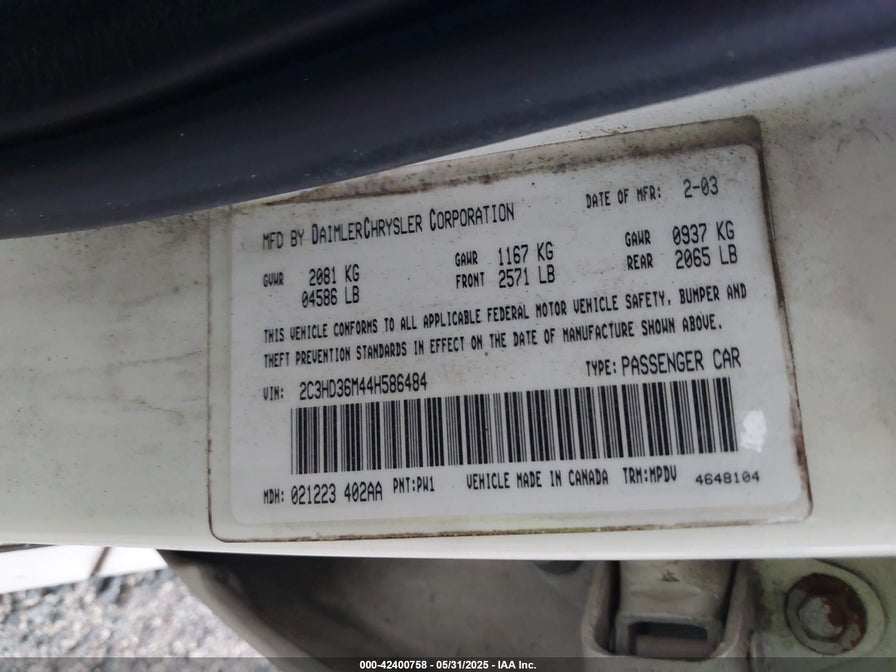 MFD BY DAIMLERCHRYSLER CORPORATION DATE OF MFR: 2-03
GVWR 2081 KG GAWR 1167 KG GAWR 0937 KG
04586 LB FRONT 2571 LB REAR 2065 LB
THIS VEHICLE CONFORMS TO ALL APPLICABLE FEDERAL MOTOR VEHICLE SAFETY, BUMPER AND
THEFT PREVENTION STANDARDS IN EFFECT ON THE DATE OF MANUFACTURE SHOWN ABOVE.
VIN: 2C3HD36M44H586484 TYPE: PASSENGER CAR
MDH: 021223 402AA PNT:PW1 VEHICLE MADE IN CANADA TRM:MPDV 4648104
000-42400758 - 05/31/2025 - IAA Inc.